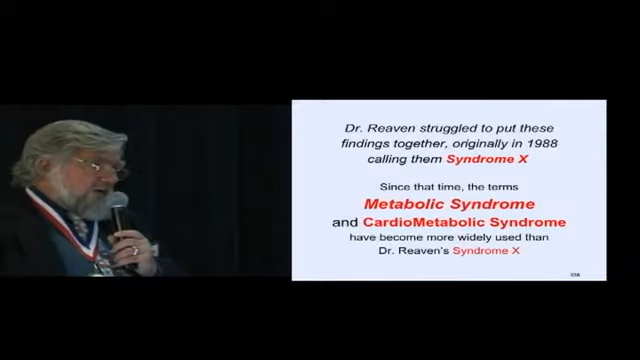 Dr. Reaven struggled to put these
findings together, originally in 1988
calling them Syndrome X
Since that time, the terms
Metabolic Syndrome
and CardioMetabolic Syndrome
have become more widely used than
Dr. Reaven's Syndrome X